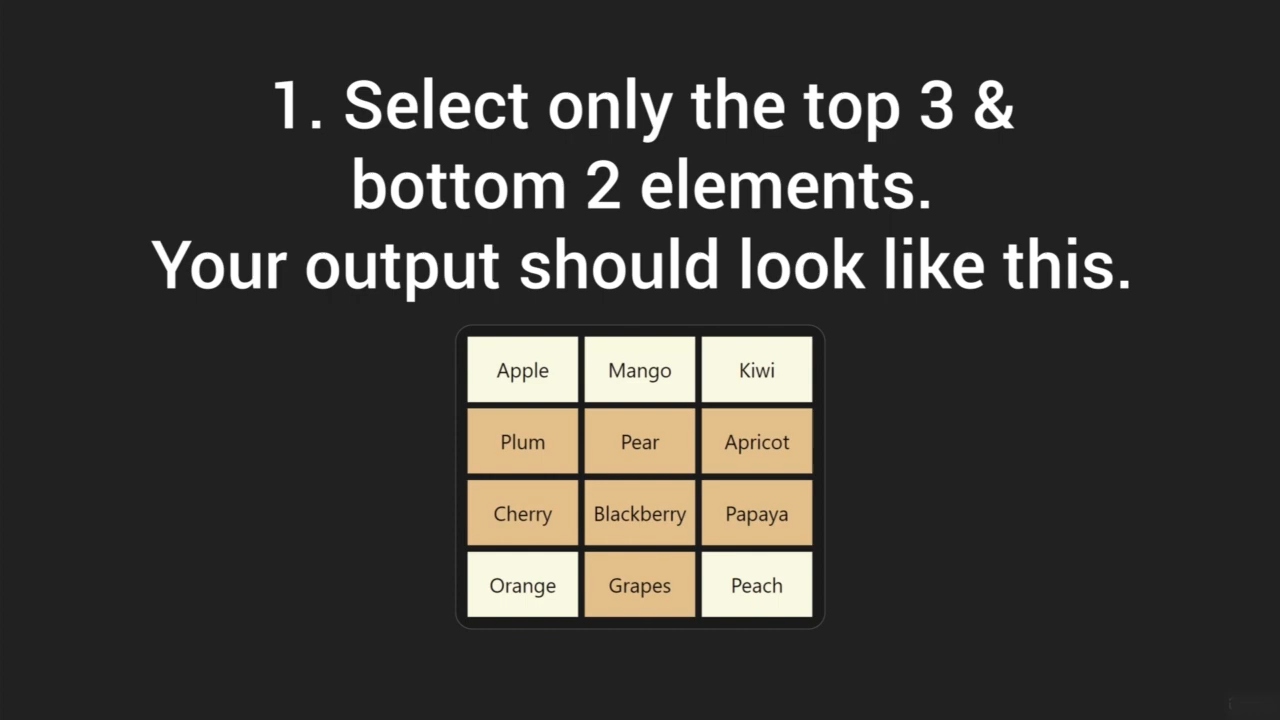 1. Select only the top 3 &
bottom 2 elements.
Your output should look like this.
Apple Mango Kiwi
Plum Pear Apricot
Cherry Blackberry Papaya
Orange Grapes Peach